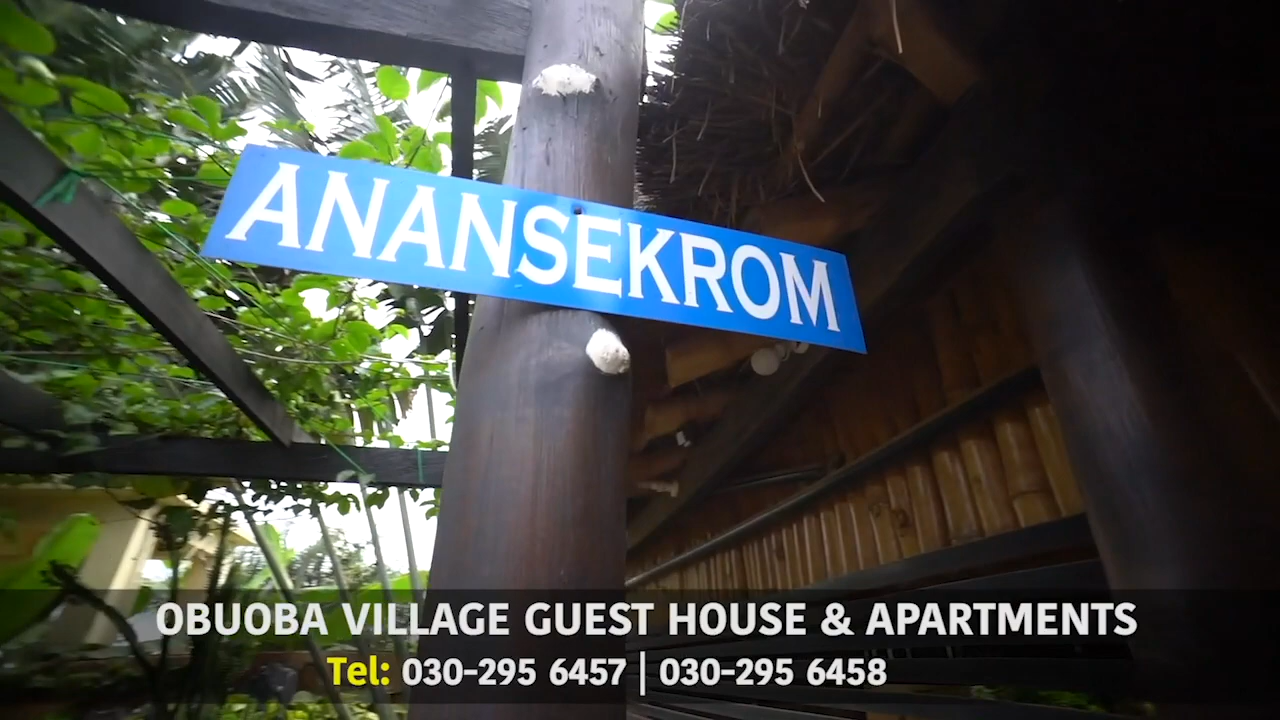 ANANSEKROM
OBUOBA VILLAGE GUEST HOUSE & APARTMENTS
Tel: 030-295 6457 | 030-295 6458